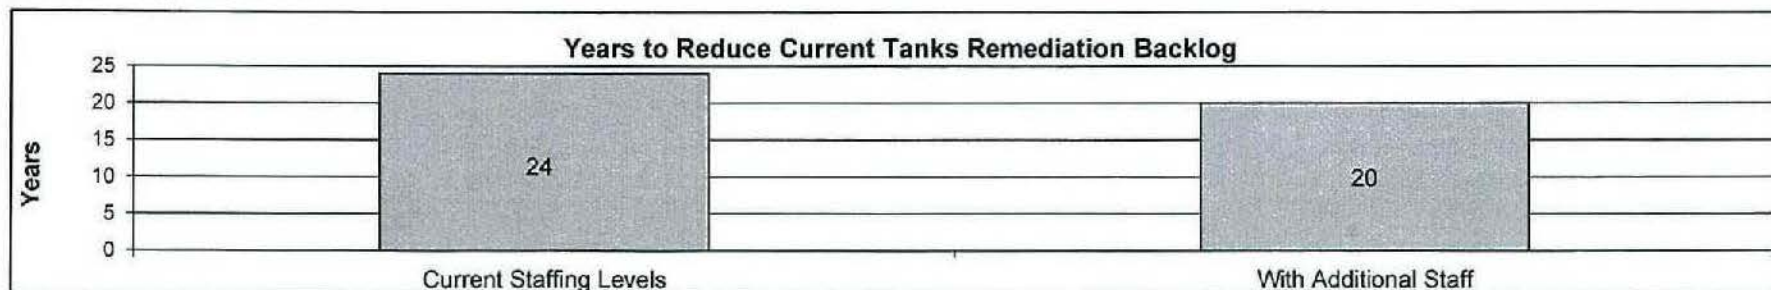 Years to Reduce Current Tanks Remediation Backlog
Years
25
20
15
10
5
0
24
20
Current Staffing Levels
With Additional Staff